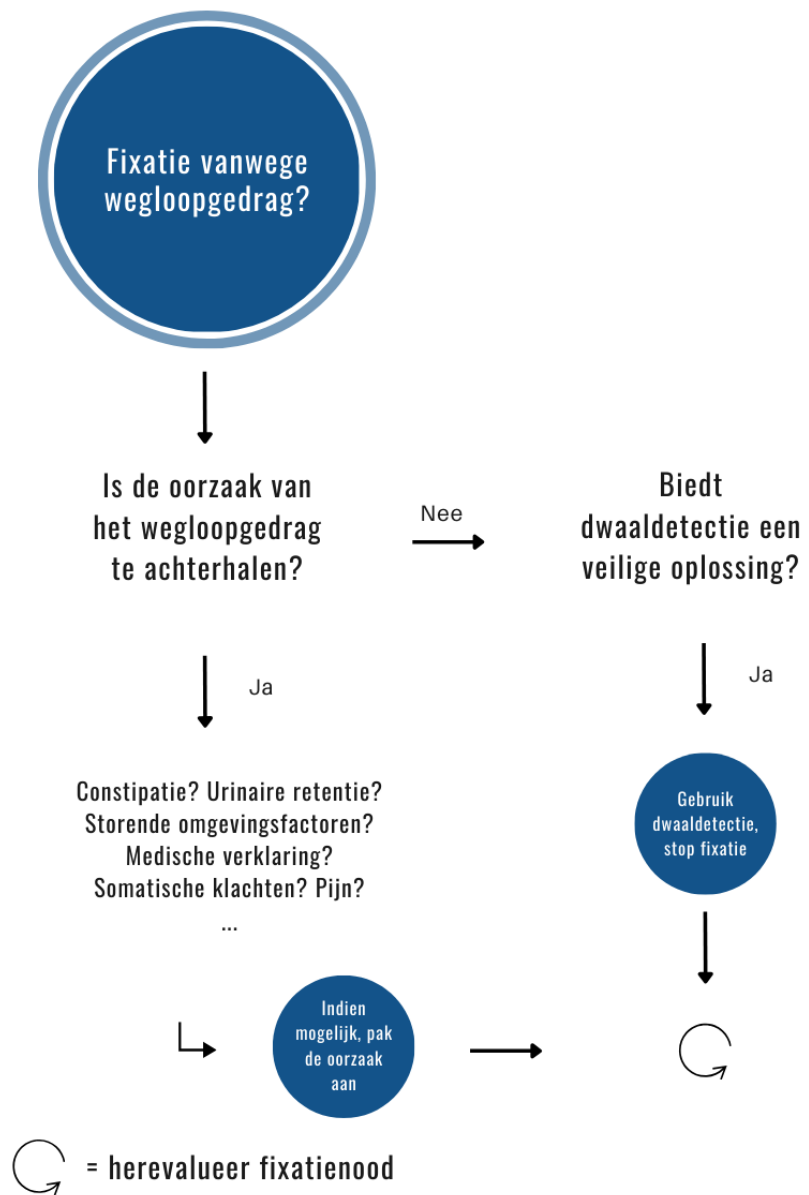 Fixatie vanwege
wegloopgedrag?
Is de oorzaak van
het wegloopgedrag
te achterhalen?
Nee
Biedt
dwaaldetectie een
veilige oplossing?
Ja
Ja
Constipatie? Urinaire retentie?
Storende omgevingsfactoren?
Medische verklaring?
Somatische klachten? Pijn?
...
Gebruik
dwaaldetectie,
stop fixatie
Indien
mogelijk, pak
de oorzaak
aan
= herevalueer fixatienood